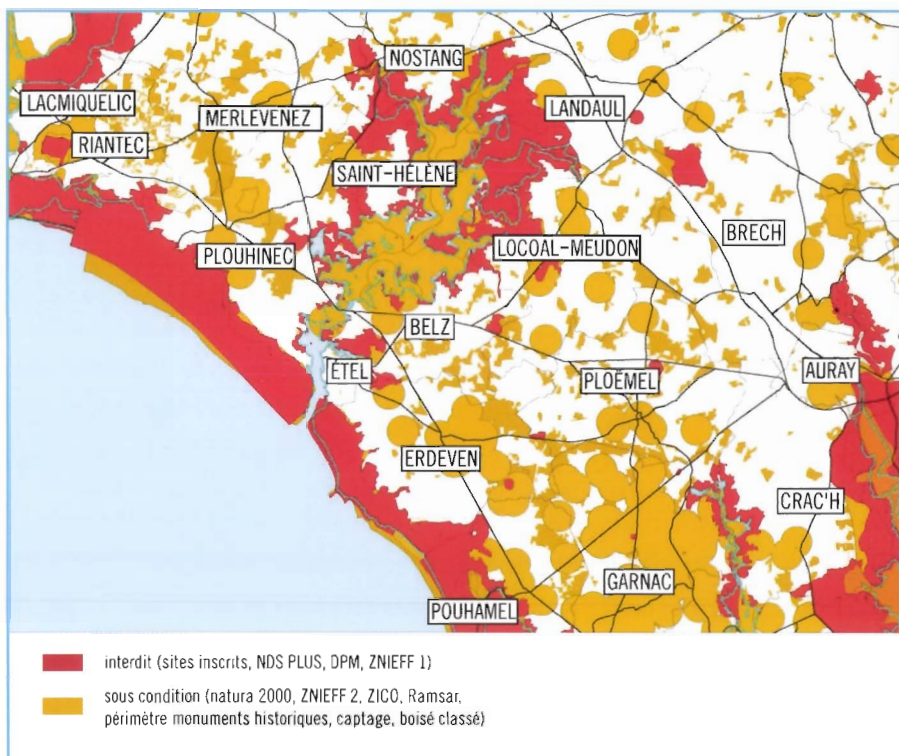 NOSTANG
LACMIQUELIC
LANDAUL
MERLEVENEZ
RIANTEC
SAINT-HÉLÈNE
BRECH
LOCOAL-MEUDON
PLOUHINEC
BELZ
ÉTEL
AURAY
PLOËMEL
ERDEVEN
CRAC'H
GARNAC
POUHAMEL
interdit (sites inscrits, NDS PLUS, DPM, ZNIEFF 1)
sous condition (natura 2000, ZNIEFF 2, ZICO, Ramsar,
périmètre monuments historiques, captage, boisé classé)